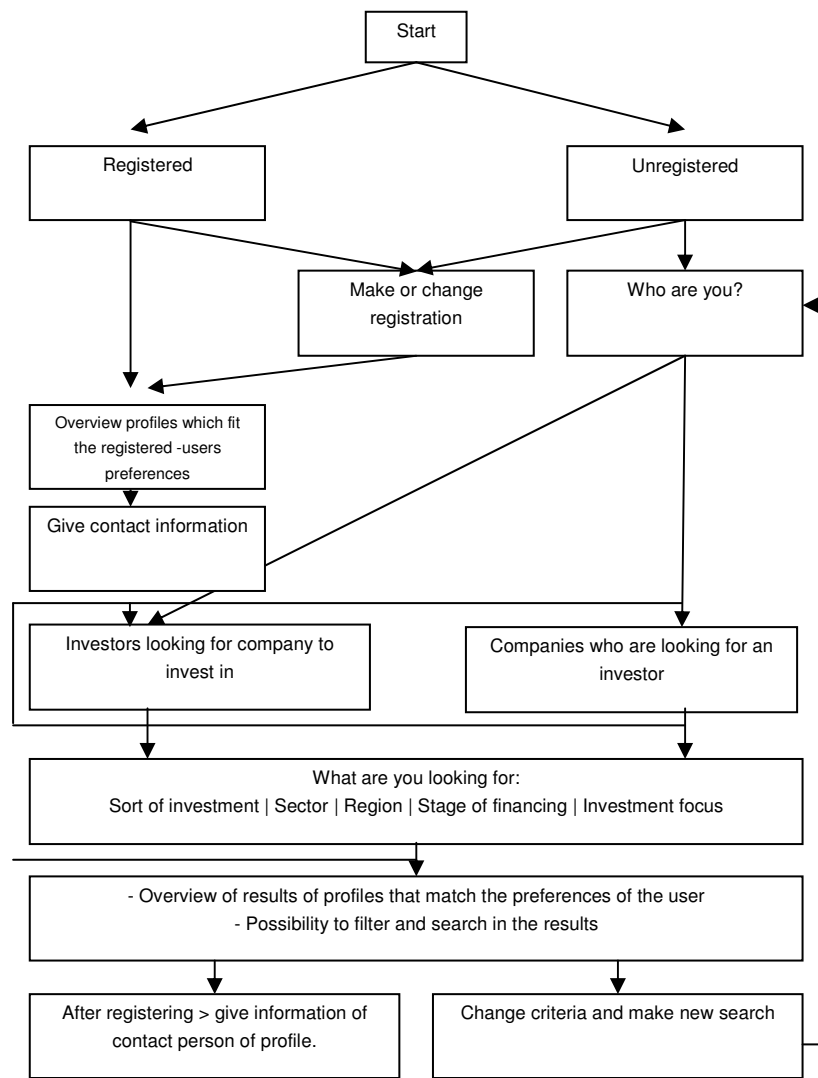 Start
Registered
Unregistered
Make or change
registration
Who are you?
Overview profiles which fit
the registered -users
preferences
Give contact information
Investors looking for company to
invest in
Companies who are looking for an
investor
What are you looking for:
Sort of investment | Sector | Region | Stage of financing | Investment focus
- Overview of results of profiles that match the preferences of the user
- Possibility to filter and search in the results
After registering > give information of
contact person of profile.
Change criteria and make new search